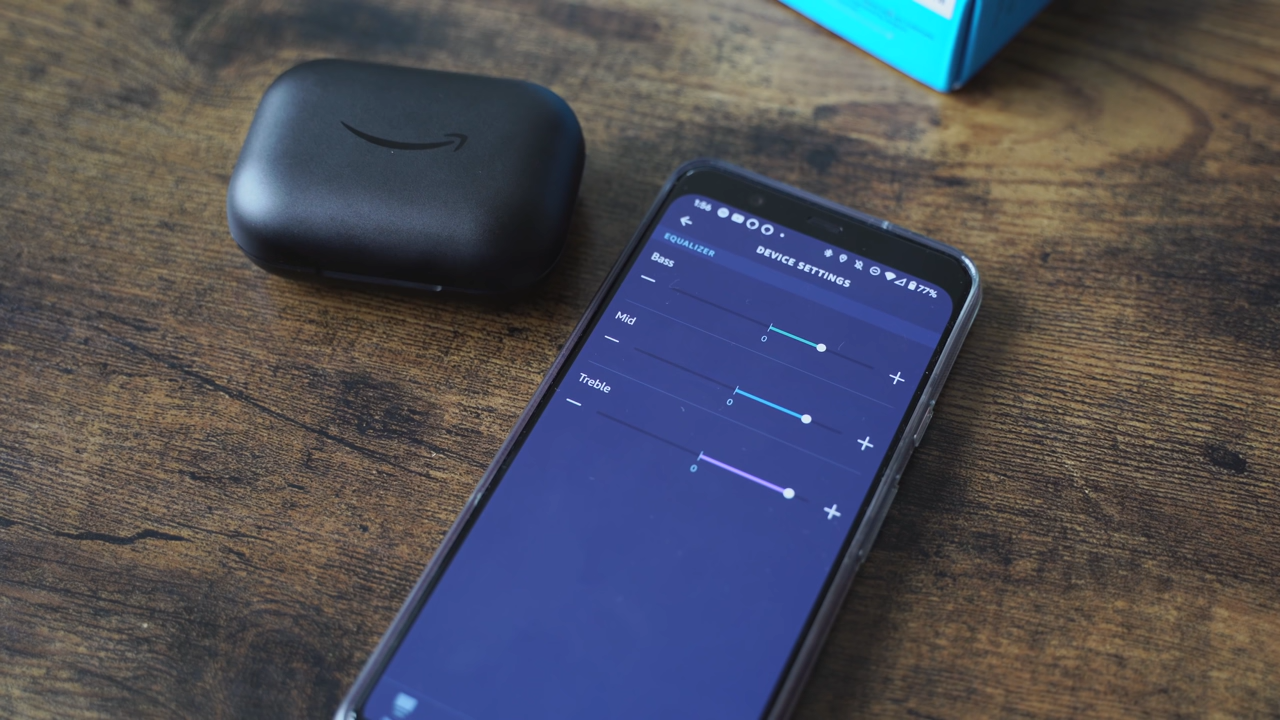 1:56 77%
DEVICE SETTINGS
EQUALIZER
Bass
0
Mid
0
Treble
0